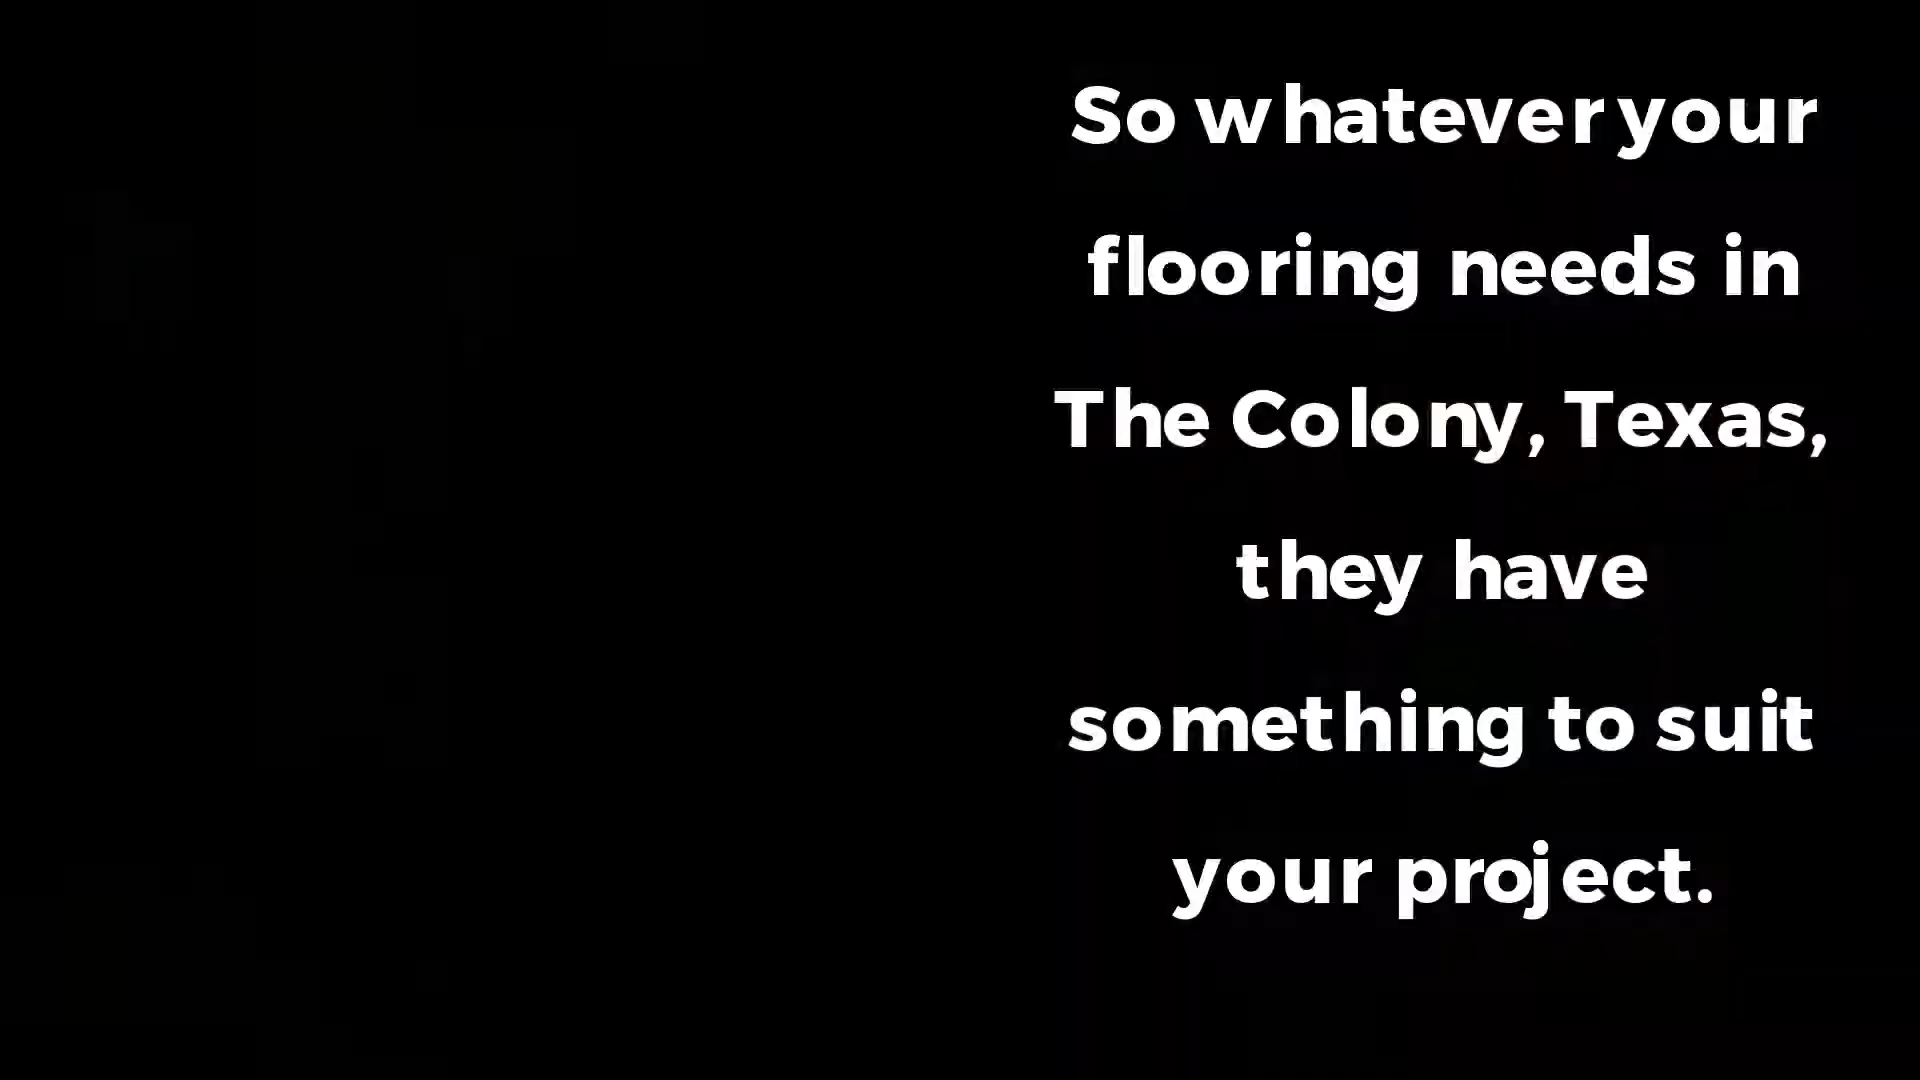 So whatever your
flooring needs in
The Colony, Texas,
they have
something to suit
your project.